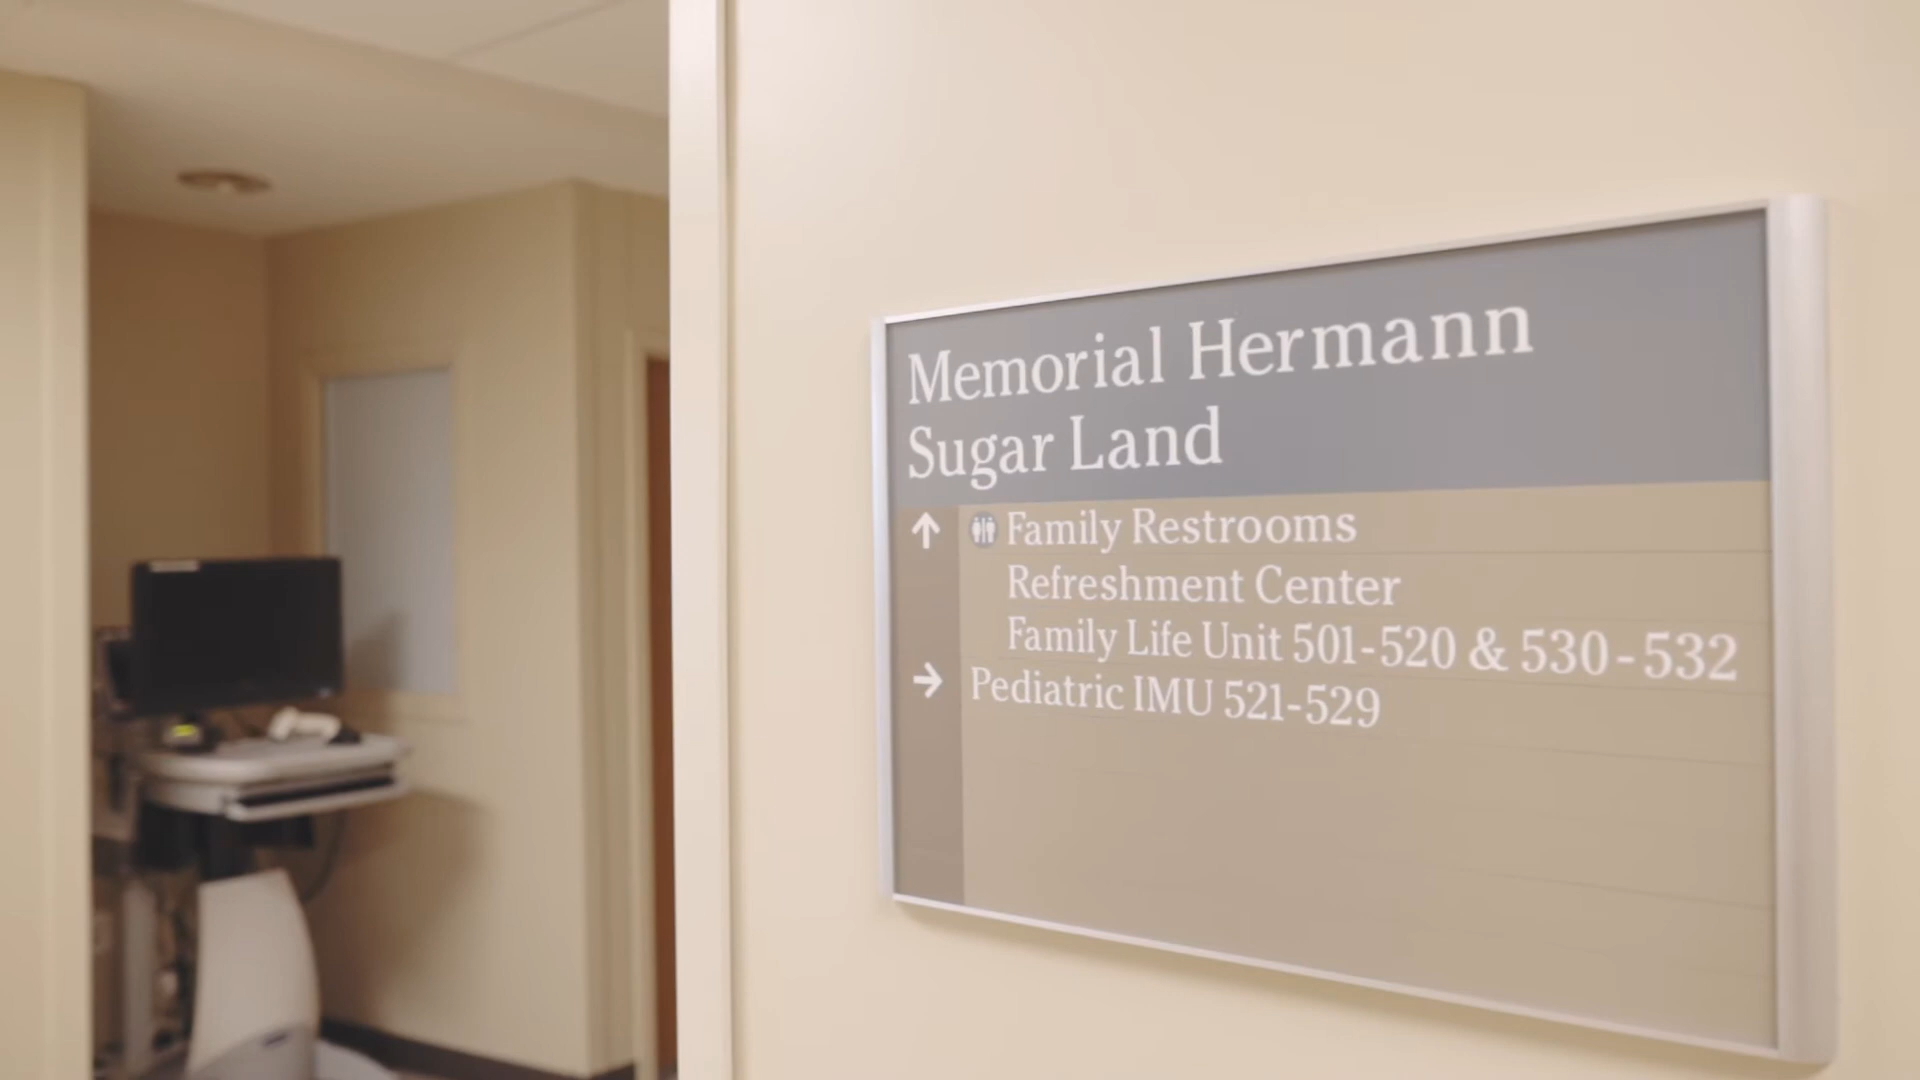 Memorial Hermann
Sugar Land
↑ Family Restrooms
Refreshment Center
Family Life Unit 501-520 & 530-532
→ Pediatric IMU 521-529